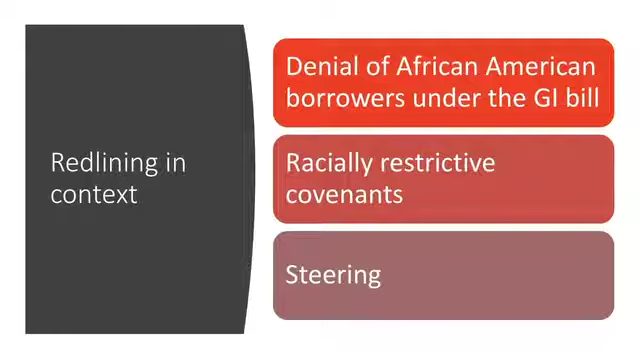 Redlining in
context
Denial of African American
borrowers under the GI bill
Racially restrictive
covenants
Steering